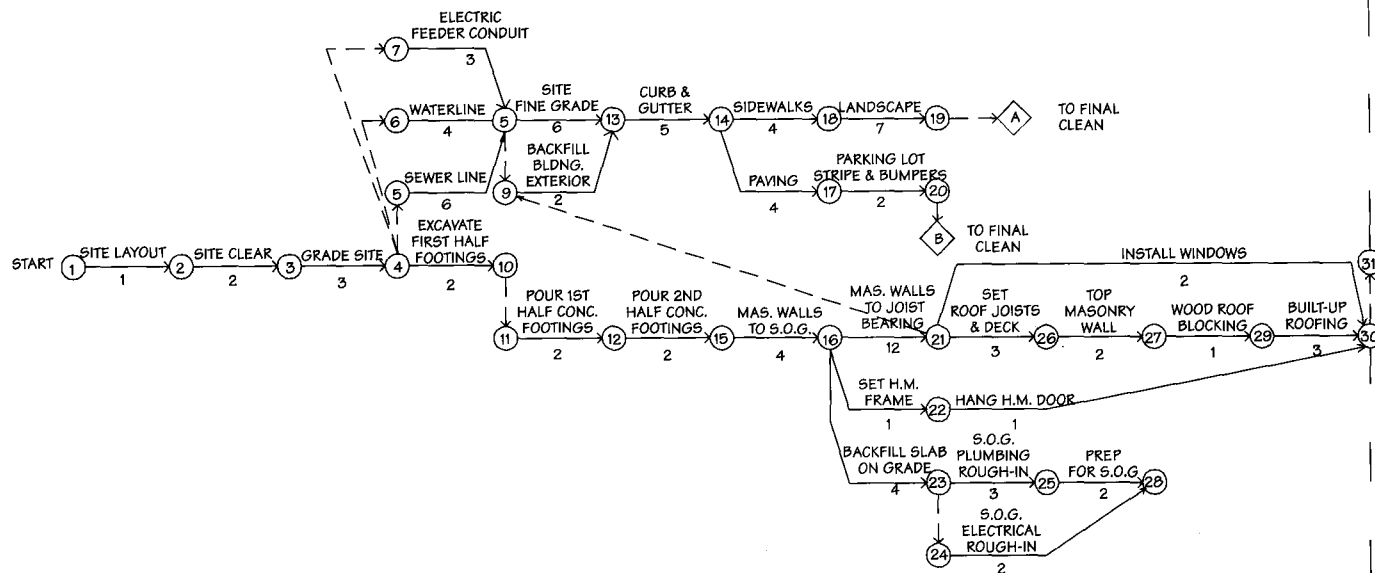 ELECTRIC
FEEDER CONDUIT
7
3
SITE
FINE GRADE
CURB &
GUTTER
6
WATERLINE
4
5
6
13
5
14
SIDEWALKS
4
18
LANDSCAPE
7
19
A
TO FINAL
CLEAN
BACKFILL
BLDNG.
EXTERIOR
5
SEWER LINE
6
9
2
PAVING
4
17
PARKING LOT
STRIPE & BUMPERS
2
20
B
TO FINAL
CLEAN
EXCAVATE
FIRST HALF
FOOTINGS
START
1
SITE LAYOUT
1
2
SITE CLEAR
2
3
GRADE SITE
3
4
2
10
INSTALL WINDOWS
2
31
POUR 1ST
HALF CONC.
FOOTINGS
POUR 2ND
HALF CONC.
FOOTINGS
MAS. WALLS
TO S.O.G.
MAS. WALLS
TO JOIST
BEARING
SET
ROOF JOISTS
& DECK
TOP
MASONRY
WALL
WOOD ROOF
BLOCKING
BUILT-UP
ROOFING
11
2
12
2
15
4
16
12
21
3
26
2
27
1
29
3
30
SET H.M.
FRAME
1
22
HANG H.M. DOOR
1
BACKFILL SLAB
ON GRADE
4
23
S.O.G.
PLUMBING
ROUGH-IN
3
25
PREP
FOR S.O.G
2
28
24
S.O.G.
ELECTRICAL
ROUGH-IN
2